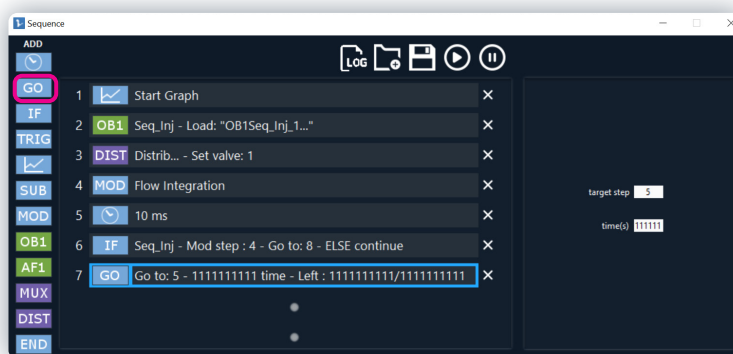 Sequence
ADD
GO
IF
TRIG
SUB
MOD
OB1
AF1
MUX
DIST
END
LOG
1 Start Graph
2 OB1 Seq_Inj - Load: "OB1Seq_Inj_1..."
3 DIST Distrib... - Set valve: 1
4 MOD Flow Integration
5 10 ms
6 IF Seq_Inj - Mod step : 4 - Go to: 8 - ELSE continue
7 GO Go to: 5 - 1111111111 time - Left : 1111111111/1111111111
target step 5
time(s) 111111